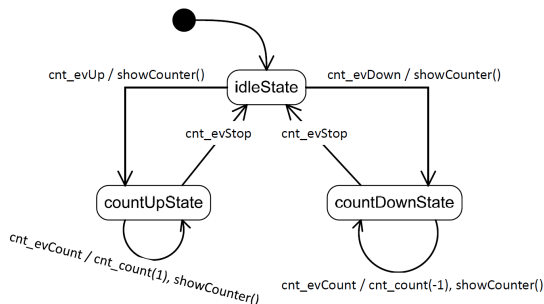 cnt_evUp / showCounter()
cnt_evDown / showCounter()
idleState
cnt_evStop
cnt_evStop
countUpState
countDownState
cnt_evCount / cnt_count(1), showCounter()
cnt_evCount / cnt_count(-1), showCounter()